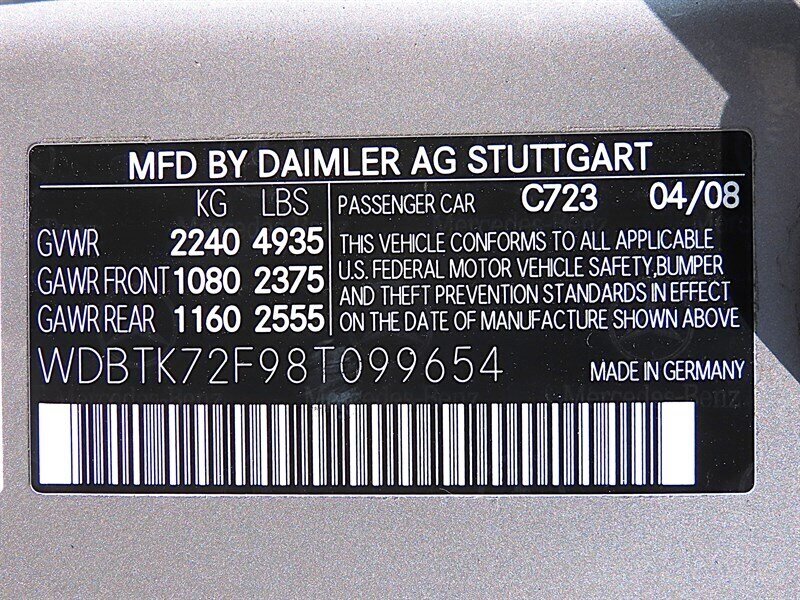 MFD BY DAIMLER AG STUTTGART
KG LBS
GVWR 2240 4935
GAWR FRONT 1080 2375
GAWR REAR 1160 2555
PASSENGER CAR C723 04/08
THIS VEHICLE CONFORMS TO ALL APPLICABLE
U.S. FEDERAL MOTOR VEHICLE SAFETY,BUMPER
AND THEFT PREVENTION STANDARDS IN EFFECT
ON THE DATE OF MANUFACTURE SHOWN ABOVE
WDBTK72F98T099654
MADE IN GERMANY
Mercedes-Benz